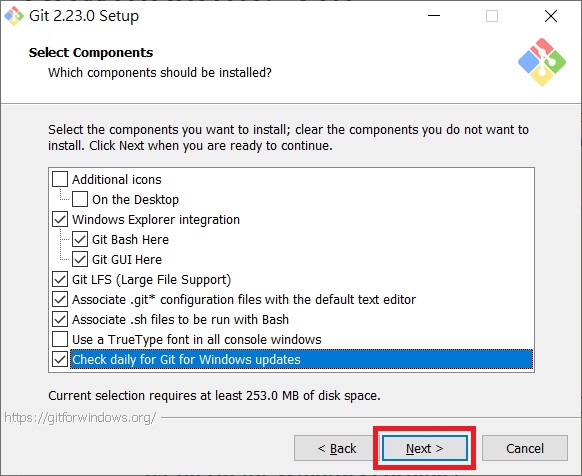 Git 2.23.0 Setup
Select Components
Which components should be installed?
Select the components you want to install; clear the components you do not want to
install. Click Next when you are ready to continue.
Additional icons
On the Desktop
Windows Explorer integration
Git Bash Here
Git GUI Here
Git LFS (Large File Support)
Associate .git* configuration files with the default text editor
Associate .sh files to be run with Bash
Use a TrueType font in all console windows
Check daily for Git for Windows updates
Current selection requires at least 253.0 MB of disk space.
https://gitforwindows.org/
< Back
Next >
Cancel